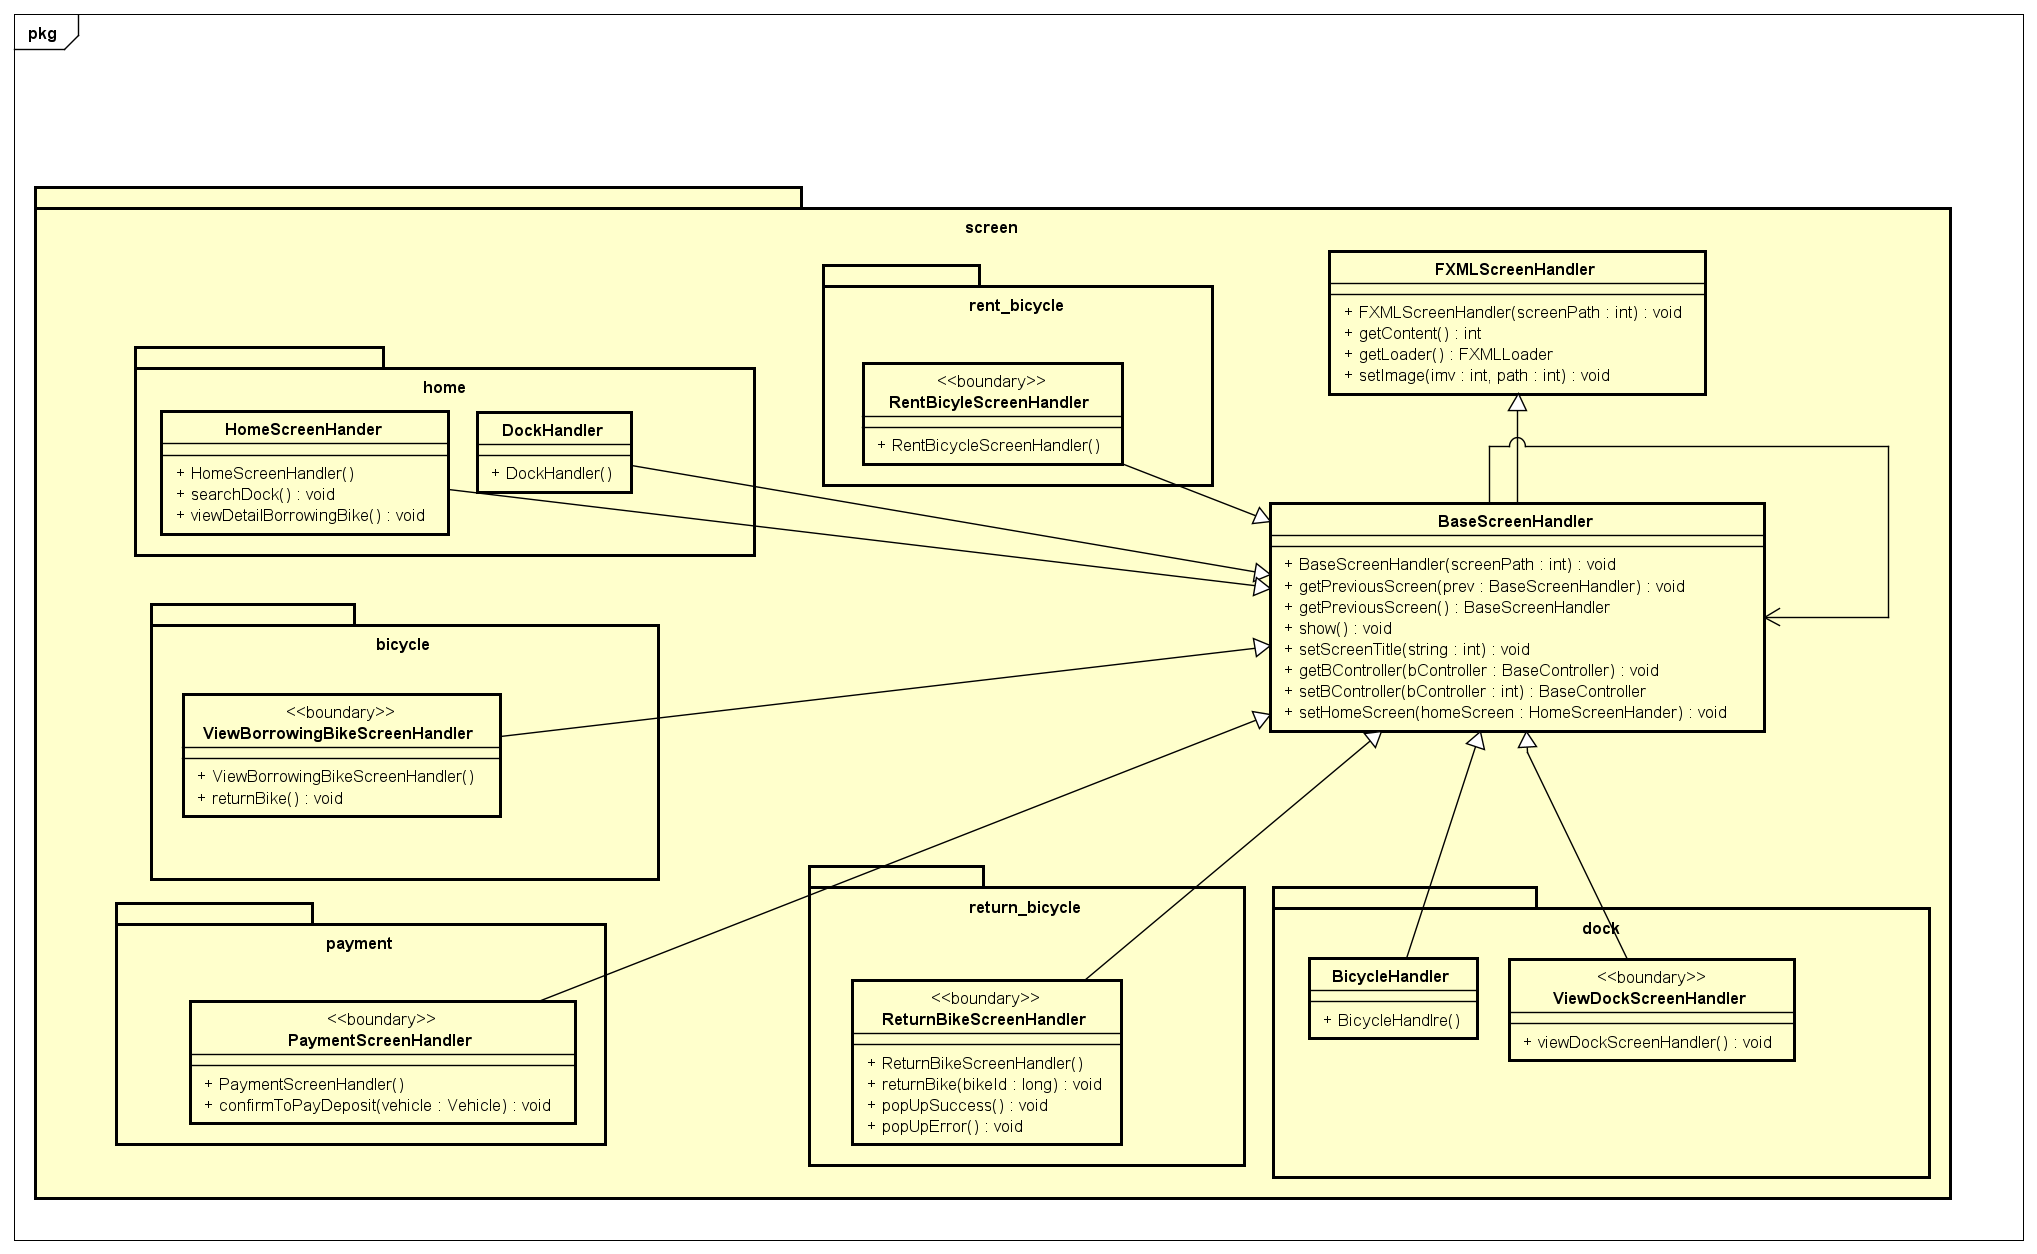 pkg
screen
rent_bicycle
<<boundary>>
RentBicyleScreenHandler
+ RentBicycleScreenHandler()
FXMLScreenHandler
+ FXMLScreenHandler(screenPath : int) : void
+ getContent() : int
+ getLoader() : FXMLLoader
+ setImage(imv : int, path : int) : void
home
HomeScreenHander
+ HomeScreenHandler()
+ searchDock() : void
+ viewDetailBorrowingBike() : void
DockHandler
+ DockHandler()
BaseScreenHandler
+ BaseScreenHandler(screenPath : int) : void
+ getPreviousScreen(prev : BaseScreenHandler) : void
+ getPreviousScreen() : BaseScreenHandler
+ show() : void
+ setScreenTitle(string : int) : void
+ getBController(bController : BaseController) : void
+ setBController(bController : int) : BaseController
+ setHomeScreen(homeScreen : HomeScreenHander) : void
bicycle
<<boundary>>
ViewBorrowingBikeScreenHandler
+ ViewBorrowingBikeScreenHandler()
+ returnBike() : void
payment
<<boundary>>
PaymentScreenHandler
+ PaymentScreenHandler()
+ confirmToPayDeposit(vehicle : Vehicle) : void
return_bicycle
<<boundary>>
ReturnBikeScreenHandler
+ ReturnBikeScreenHandler()
+ returnBike(bikeId : long) : void
+ popUpSuccess() : void
+ popUpError() : void
dock
BicycleHandler
+ BicycleHandlre()
<<boundary>>
ViewDockScreenHandler
+ viewDockScreenHandler() : void